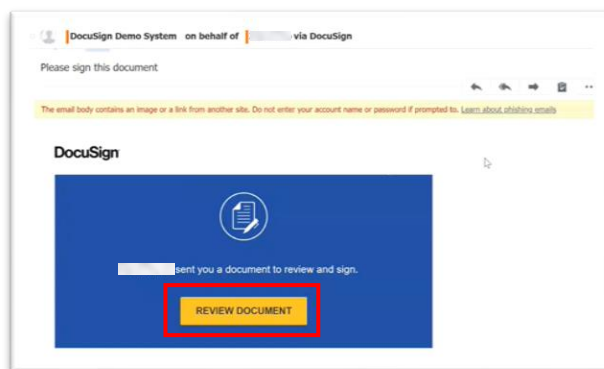 DocuSign Demo System on behalf of via DocuSign
Please sign this document
The email body contains an image or a link from another site. Do not enter your account name or password if prompted to. Learn about phishing emails
DocuSign
sent you a document to review and sign.
REVIEW DOCUMENT